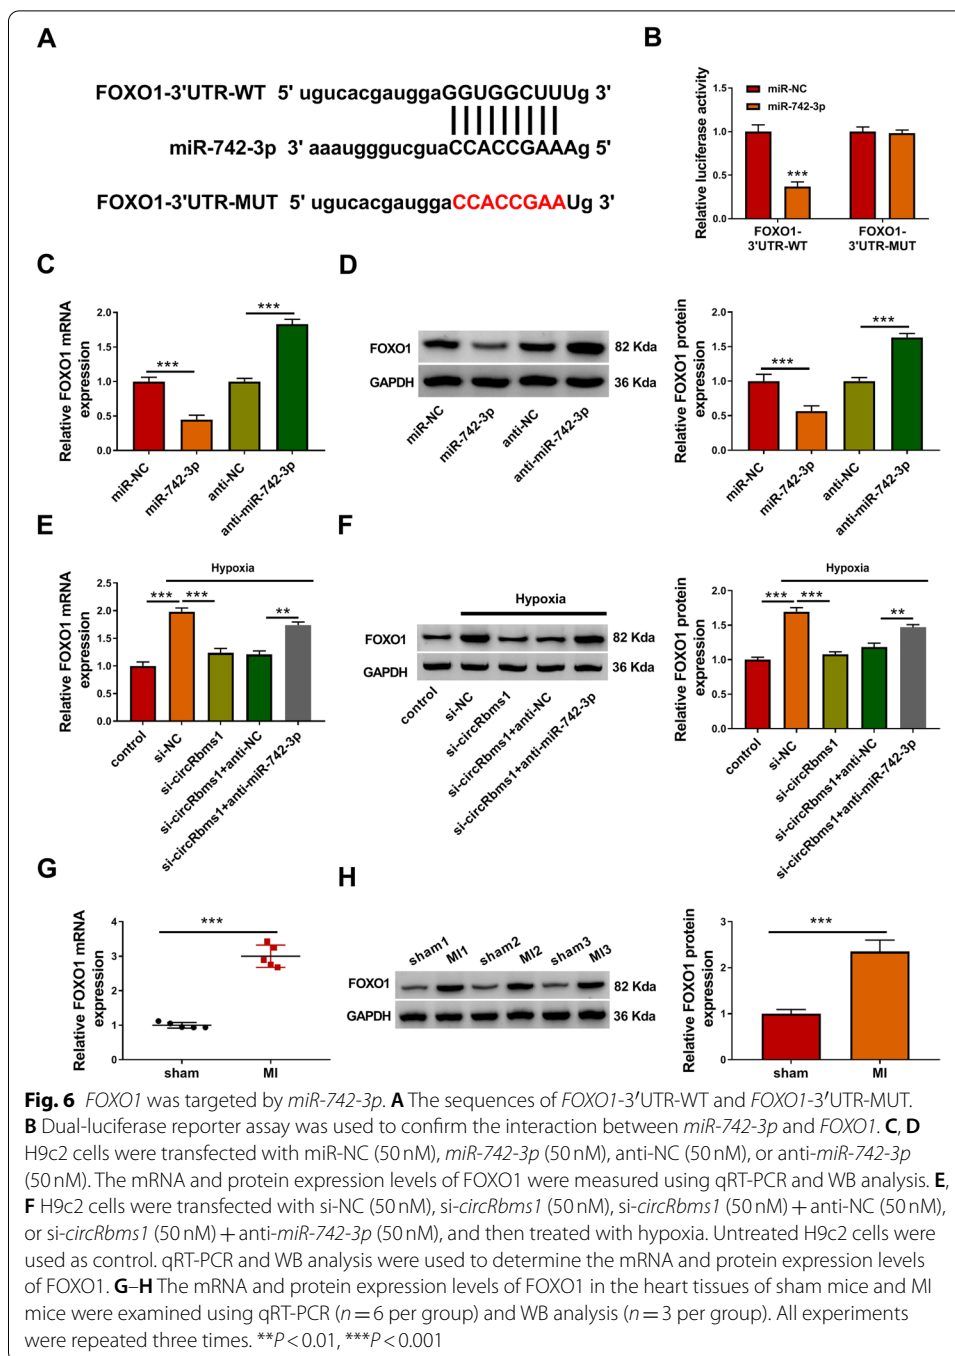 A
FOXO1-3'UTR-WT 5' ugucacgauggaGGUGGCUUUg 3'
miR-742-3p 3' aaaugggucguaCCACCGAAAg 5'
FOXO1-3'UTR-MUT 5' ugucacgauggaCCACCGAAUg 3'
B
Relative luciferase activity
1.5
1.0
0.5
0.0
miR-NC
miR-742-3p
***
FOXO1-
3'UTR-WT
FOXO1-
3'UTR-MUT
C
Relative FOXO1 mRNA
expression
2.0
1.5
1.0
0.5
0.0
***
***
miR-NC
miR-742-3p
anti-NC
anti-miR-742-3p
D
FOXO1
82 Kda
GAPDH
36 Kda
miR-NC
miR-742-3p
anti-NC
anti-miR-742-3p
Relative FOXO1 protein
expression
2.0
1.5
1.0
0.5
0.0
***
***
miR-NC
miR-742-3p
anti-NC
anti-miR-742-3p
E
Relative FOXO1 mRNA
expression
2.5
2.0
1.5
1.0
0.5
0.0
Hypoxia
***
***
**
control
si-NC
si-circRbms1
si-circRbms1+anti-NC
si-circRbms1+anti-miR-742-3p
F
Hypoxia
FOXO1
82 Kda
GAPDH
36 Kda
control
si-NC
si-circRbms1
si-circRbms1+anti-NC
si-circRbms1+anti-miR-742-3p
Relative FOXO1 protein
expression
2.0
1.5
1.0
0.5
0.0
Hypoxia
***
***
**
control
si-NC
si-circRbms1
si-circRbms1+anti-NC
si-circRbms1+anti-miR-742-3p
G
Relative FOXO1 mRNA
expression
4
3
2
1
0
***
sham
MI
H
sham1
MI1
sham2
MI2
sham3
MI3
FOXO1
82 Kda
GAPDH
36 Kda
Relative FOXO1 protein
expression
3
2
1
0
***
sham
MI
Fig. 6 FOXO1 was targeted by miR-742-3p. A The sequences of FOXO1-3′UTR-WT and FOXO1-3′UTR-MUT.
B Dual-luciferase reporter assay was used to confirm the interaction between miR-742-3p and FOXO1. C, D
H9c2 cells were transfected with miR-NC (50 nM), miR-742-3p (50 nM), anti-NC (50 nM), or anti-miR-742-3p
(50 nM). The mRNA and protein expression levels of FOXO1 were measured using qRT-PCR and WB analysis. E,
F H9c2 cells were transfected with si-NC (50 nM), si-circRbms1 (50 nM), si-circRbms1 (50 nM) + anti-NC (50 nM),
or si-circRbms1 (50 nM) + anti-miR-742-3p (50 nM), and then treated with hypoxia. Untreated H9c2 cells were
used as control. qRT-PCR and WB analysis were used to determine the mRNA and protein expression levels
of FOXO1. G–H The mRNA and protein expression levels of FOXO1 in the heart tissues of sham mice and MI
mice were examined using qRT-PCR (n = 6 per group) and WB analysis (n = 3 per group). All experiments
were repeated three times. **P < 0.01, ***P < 0.001